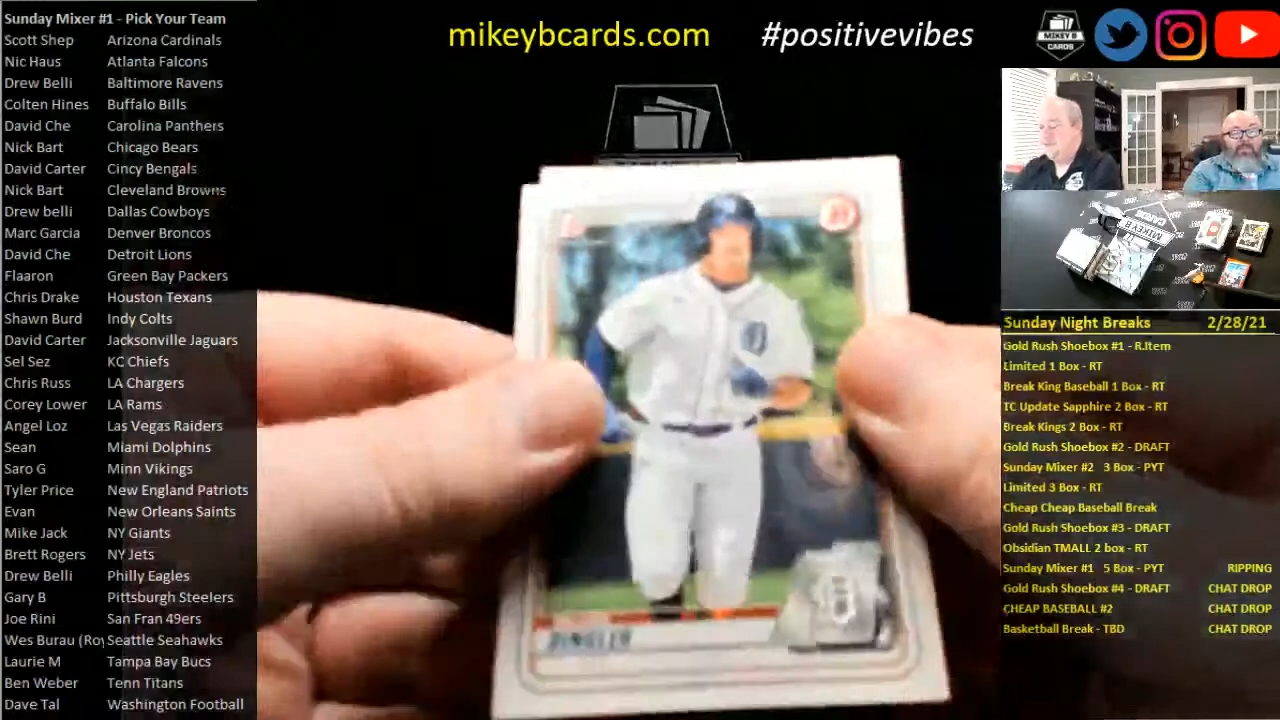 Sunday Mixer #1 - Pick Your Team
Scott Shep Arizona Cardinals
Nic Haus Atlanta Falcons
Drew Belli Baltimore Ravens
Colten Hines Buffalo Bills
David Che Carolina Panthers
Nick Bart Chicago Bears
David Carter Cincy Bengals
Nick Bart Cleveland Browns
Drew belli Dallas Cowboys
Marc Garcia Denver Broncos
David Che Detroit Lions
Flaaron Green Bay Packers
Chris Drake Houston Texans
Shawn Burd Indy Colts
David Carter Jacksonville Jaguars
Sel Sez KC Chiefs
Chris Russ LA Chargers
Corey Lower LA Rams
Angel Loz Las Vegas Raiders
Sean Miami Dolphins
Saro G Minn Vikings
Tyler Price New England Patriots
Evan New Orleans Saints
Mike Jack NY Giants
Brett Rogers NY Jets
Drew Belli Philly Eagles
Gary B Pittsburgh Steelers
Joe Rini San Fran 49ers
Wes Burau (Roy Seattle Seahawks
Laurie M Tampa Bay Bucs
Ben Weber Tenn Titans
Dave Tal Washington Football
mikeybcards.com #positivevibes
MIKEY B
CARDS
DINGLER
Sunday Night Breaks 2/28/21
Gold Rush Shoebox #1 - R.Item
Limited 1 Box - RT
Break King Baseball 1 Box - RT
TC Update Sapphire 2 Box - RT
Break Kings 2 Box - RT
Gold Rush Shoebox #2 - DRAFT
Sunday Mixer #2 3 Box - PYT
Limited 3 Box - RT
Cheap Cheap Baseball Break
Gold Rush Shoebox #3 - DRAFT
Obsidian TMALL 2 box - RT
Sunday Mixer #1 5 Box - PYT RIPPING
Gold Rush Shoebox #4 - DRAFT CHAT DROP
CHEAP BASEBALL #2 CHAT DROP
Basketball Break - TBD CHAT DROP